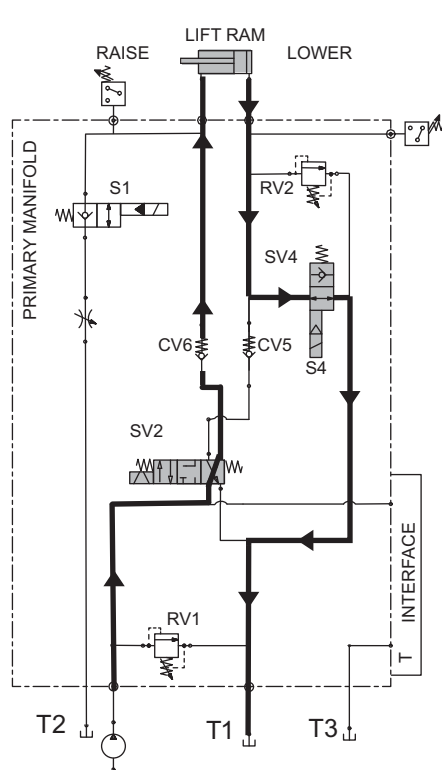 LIFT RAM
RAISE
LOWER
PRIMARY MANIFOLD
S1
RV2
SV4
CV6
CV5
S4
SV2
INTERFACE
RV1
T
T2
T1
T3